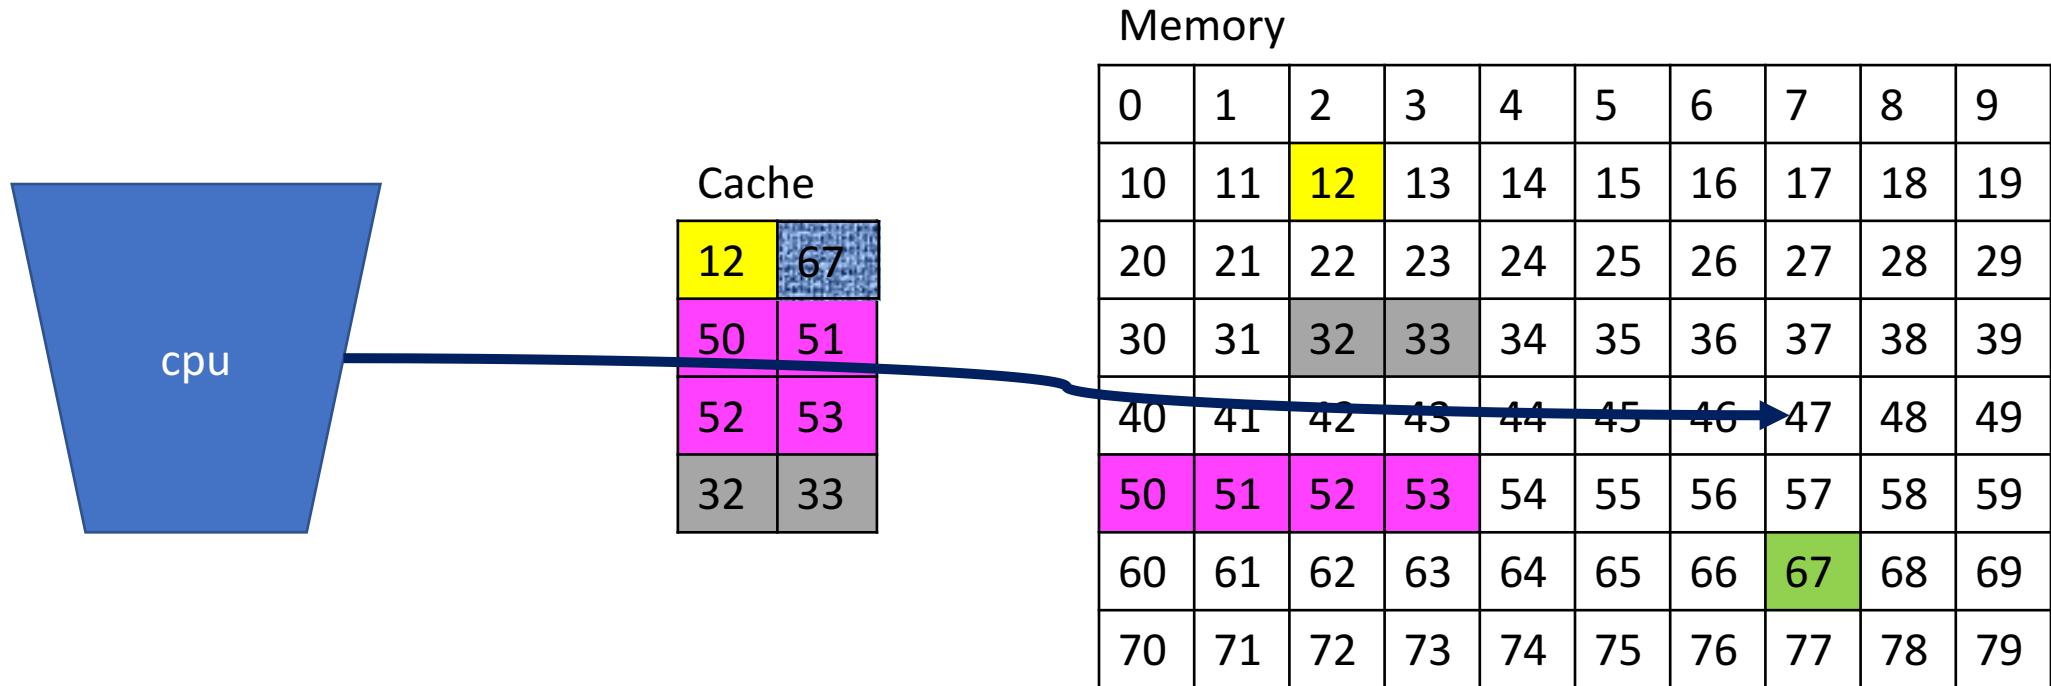 Memory
0 1 2 3 4 5 6 7 8 9
10 11 12 13 14 15 16 17 18 19
20 21 22 23 24 25 26 27 28 29
30 31 32 33 34 35 36 37 38 39
40 41 42 43 44 45 46 47 48 49
50 51 52 53 54 55 56 57 58 59
60 61 62 63 64 65 66 67 68 69
70 71 72 73 74 75 76 77 78 79
Cache
12 67
50 51
52 53
32 33
cpu